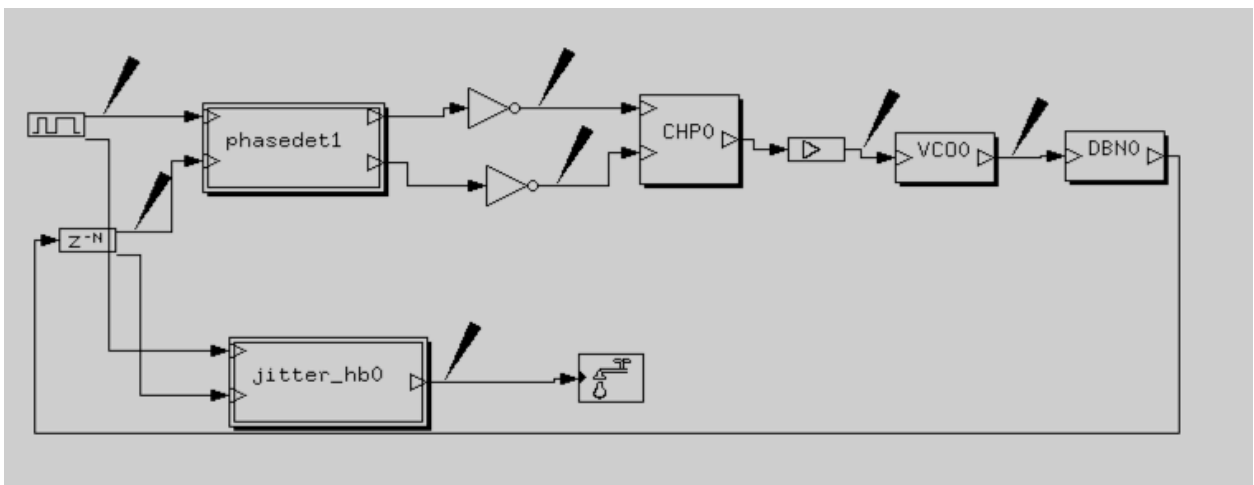 phasedet1
CHP0
VCO0
DBN0
z-N
jitter_hb0